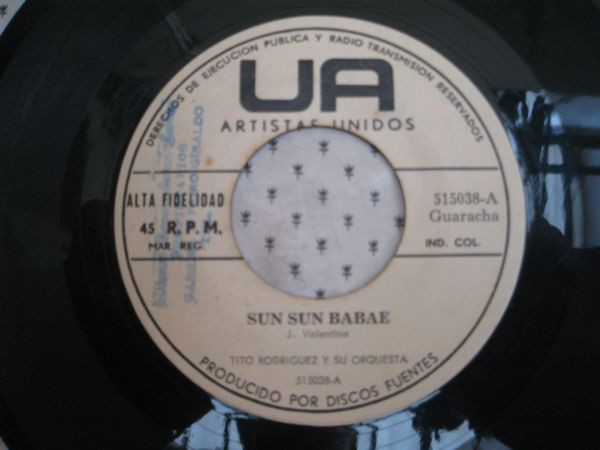 DERECHOS DE EJECUCION PUBLICA Y RADIO TRANSMISION RESERVADOS
UA
ARTISTAS UNIDOS
ALTA FIDELIDAD
45 R.P.M.
MAR. REG.
515038-A
Guaracha
IND. COL.
SUN SUN BABAE
J. Valentine
TITO RODRIGUEZ Y SU ORQUESTA
515038-A
PRODUCIDO POR DISCOS FUENTES